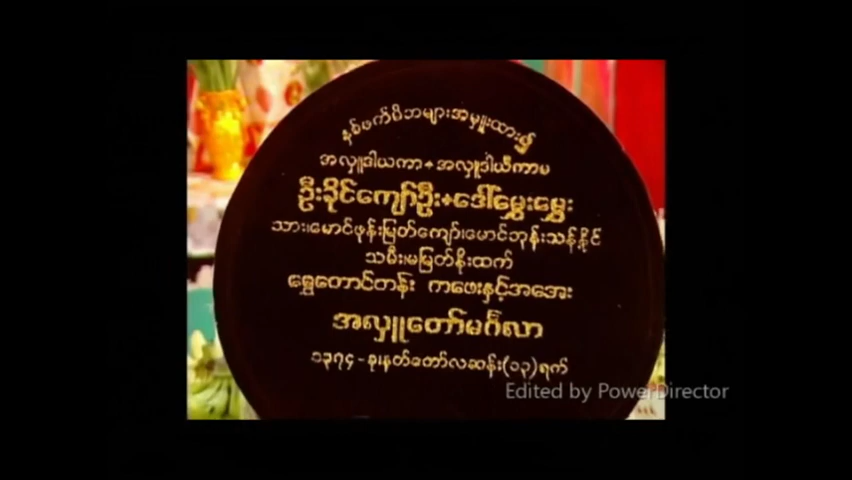 နှစ်ဖက်မိဘများအမှူးထား၍
အလှူဒါယကာ+အလှူဒါယီကာမ
ဦးခိုင်ကျော်ဦး+ဒေါ်မွှေးမွှေး
သား၊မောင်ဖုန်းမြတ်ကျော်၊မောင်ဘုန်းသန့်နိုင်
သမီး၊မမြတ်နိုးထက်
ရွှေတောင်တန်း ကဖေးနှင့်အအေး
အလှူတော်မင်္ဂလာ
၁၃၇၄-ခု၊နတ်တော်လဆန်း(၁၃)ရက်
Edited by PowerDirector